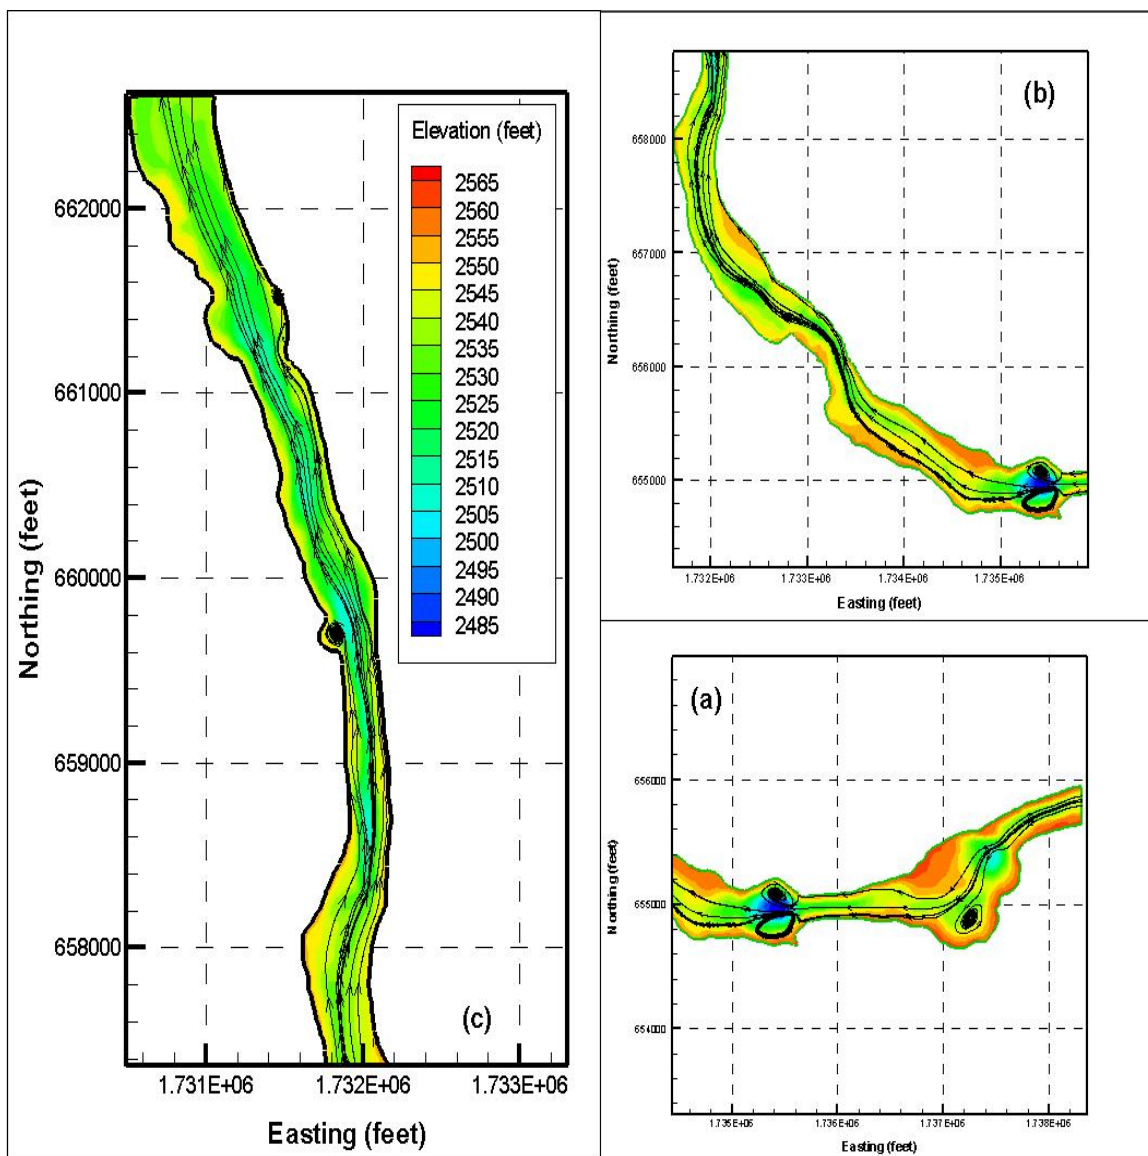 Elevation (feet)
2565
2560
2555
2550
2545
2540
2535
2530
2525
2520
2515
2510
2505
2500
2495
2490
2485
662000
661000
660000
659000
658000
Northing (feet)
(c)
1.731E+06 1.732E+06 1.733E+06
Easting (feet)
(b)
658000
657000
656000
655000
Northing (feet)
1.732E+06 1.733E+06 1.734E+06 1.735E+06
Easting (feet)
(a)
656000
655000
654000
Northing (feet)
1.735E+06 1.736E+06 1.737E+06 1.738E+06
Easting (feet)